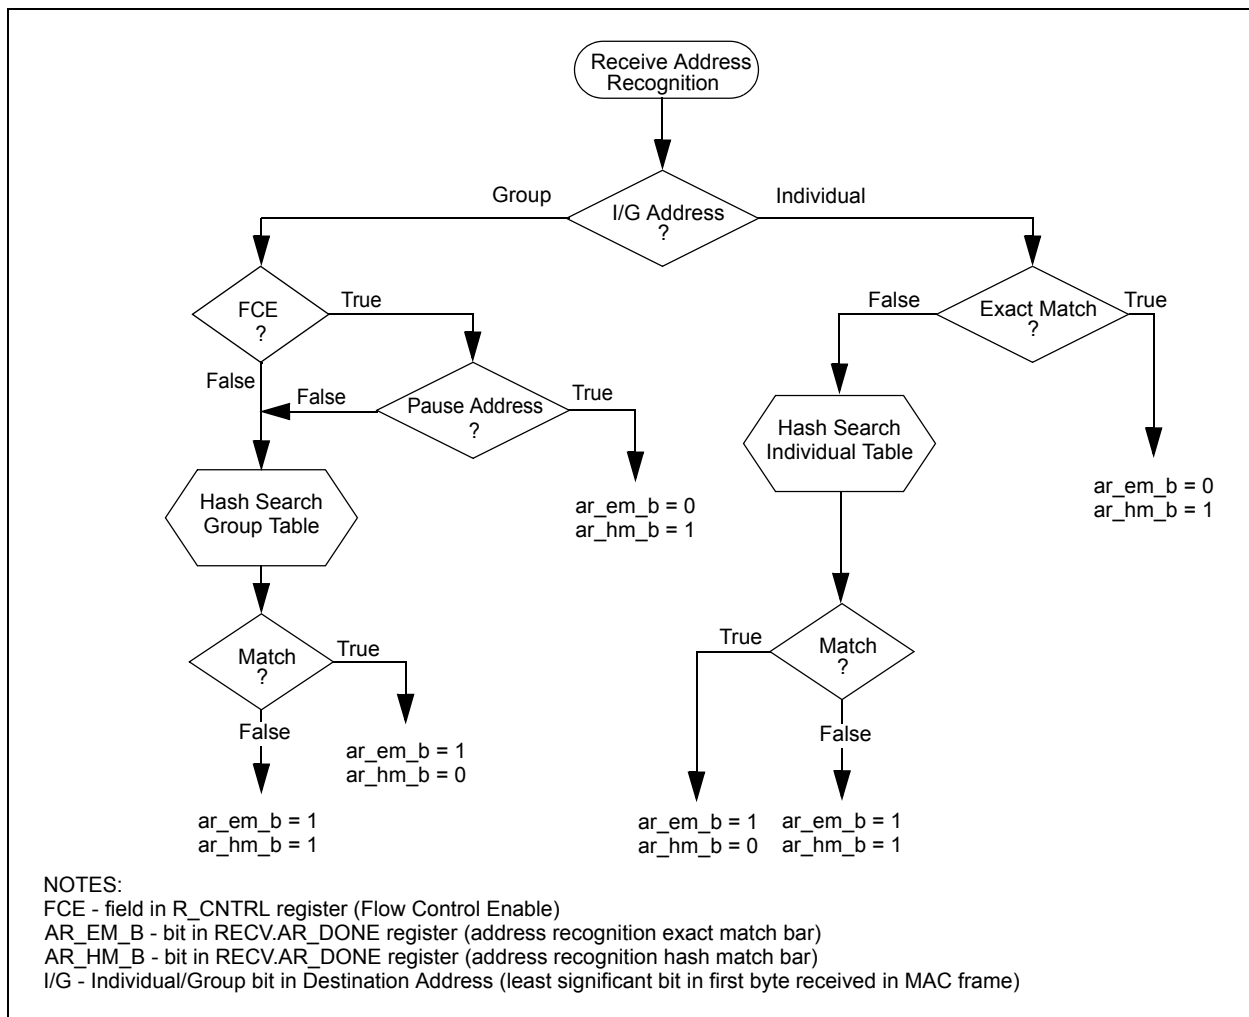 Receive Address
Recognition
Group
I/G Address
?
Individual
FCE
?
True
False
Exact Match
?
True
False
False
Pause Address
?
True
Hash Search
Individual Table
Hash Search
Group Table
ar_em_b = 0
ar_hm_b = 1
ar_em_b = 0
ar_hm_b = 1
Match
?
True
True
Match
?
False
False
ar_em_b = 1
ar_hm_b = 0
ar_em_b = 1
ar_hm_b = 1
ar_em_b = 1
ar_hm_b = 0
ar_em_b = 1
ar_hm_b = 1
NOTES:
FCE - field in R_CNTRL register (Flow Control Enable)
AR_EM_B - bit in RECV.AR_DONE register (address recognition exact match bar)
AR_HM_B - bit in RECV.AR_DONE register (address recognition hash match bar)
I/G - Individual/Group bit in Destination Address (least significant bit in first byte received in MAC frame)